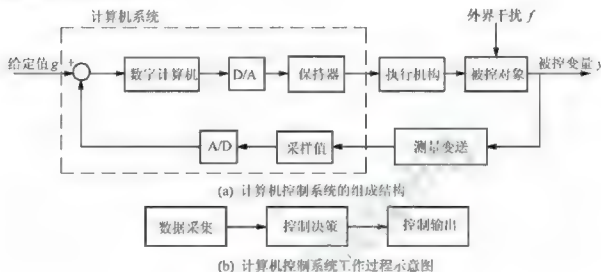 计算机系统
外界干扰 f
给定值 g
+
数字计算机
D/A
保持器
执行机构
被控对象
被控变量 y
A/D
采样值
测量变送
(a) 计算机控制系统的组成结构
数据采集
控制决策
控制输出
(b) 计算机控制系统工作过程示意图